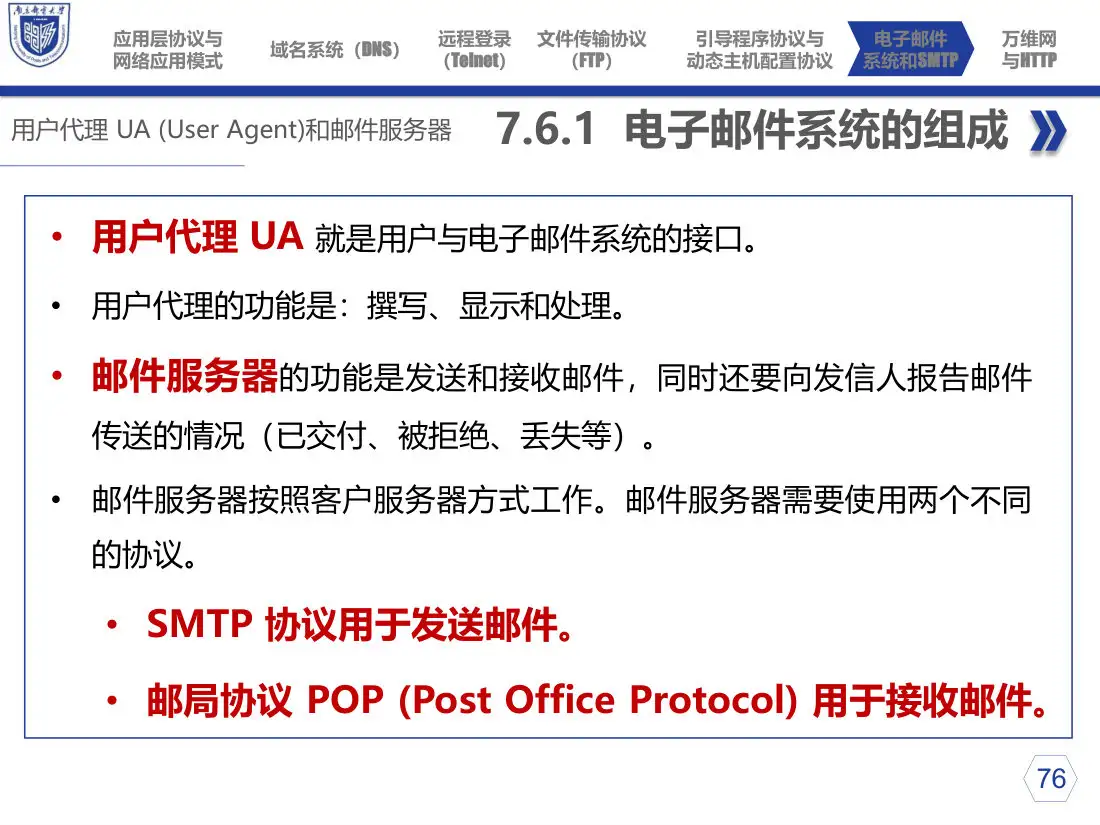 南京邮电大学
应用层协议与
网络应用模式
域名系统（DNS）
远程登录
（Telnet）
文件传输协议
（FTP）
引导程序协议与
动态主机配置协议
电子邮件
系统和SMTP
万维网
与HTTP
用户代理 UA (User Agent)和邮件服务器
7.6.1 电子邮件系统的组成
• 用户代理 UA 就是用户与电子邮件系统的接口。
• 用户代理的功能是：撰写、显示和处理。
• 邮件服务器的功能是发送和接收邮件，同时还要向发信人报告邮件
传送的情况（已交付、被拒绝、丢失等）。
• 邮件服务器按照客户服务器方式工作。邮件服务器需要使用两个不同
的协议。
• SMTP 协议用于发送邮件。
• 邮局协议 POP (Post Office Protocol) 用于接收邮件。
76